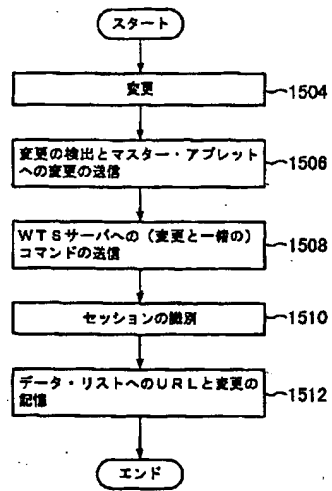 スタート
変更
1504
変更の検出とマスター・アプレット
への変更の送信
1506
WTSサーバへの（変更と一緒の）
コマンドの送信
1508
セッションの識別
1510
データ・リストへのURLと変更の
記憶
1512
エンド